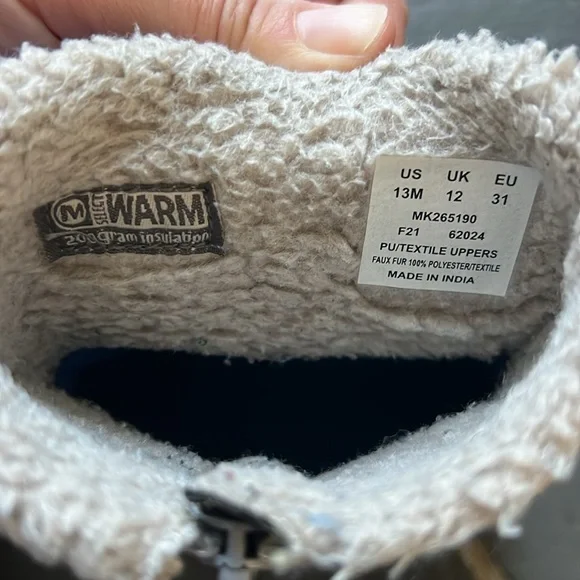 M SELECT WARM
200 gram insulation
US UK EU
13M 12 31
MK265190
F21 62024
PU/TEXTILE UPPERS
FAUX FUR 100% POLYESTER/TEXTILE
MADE IN INDIA